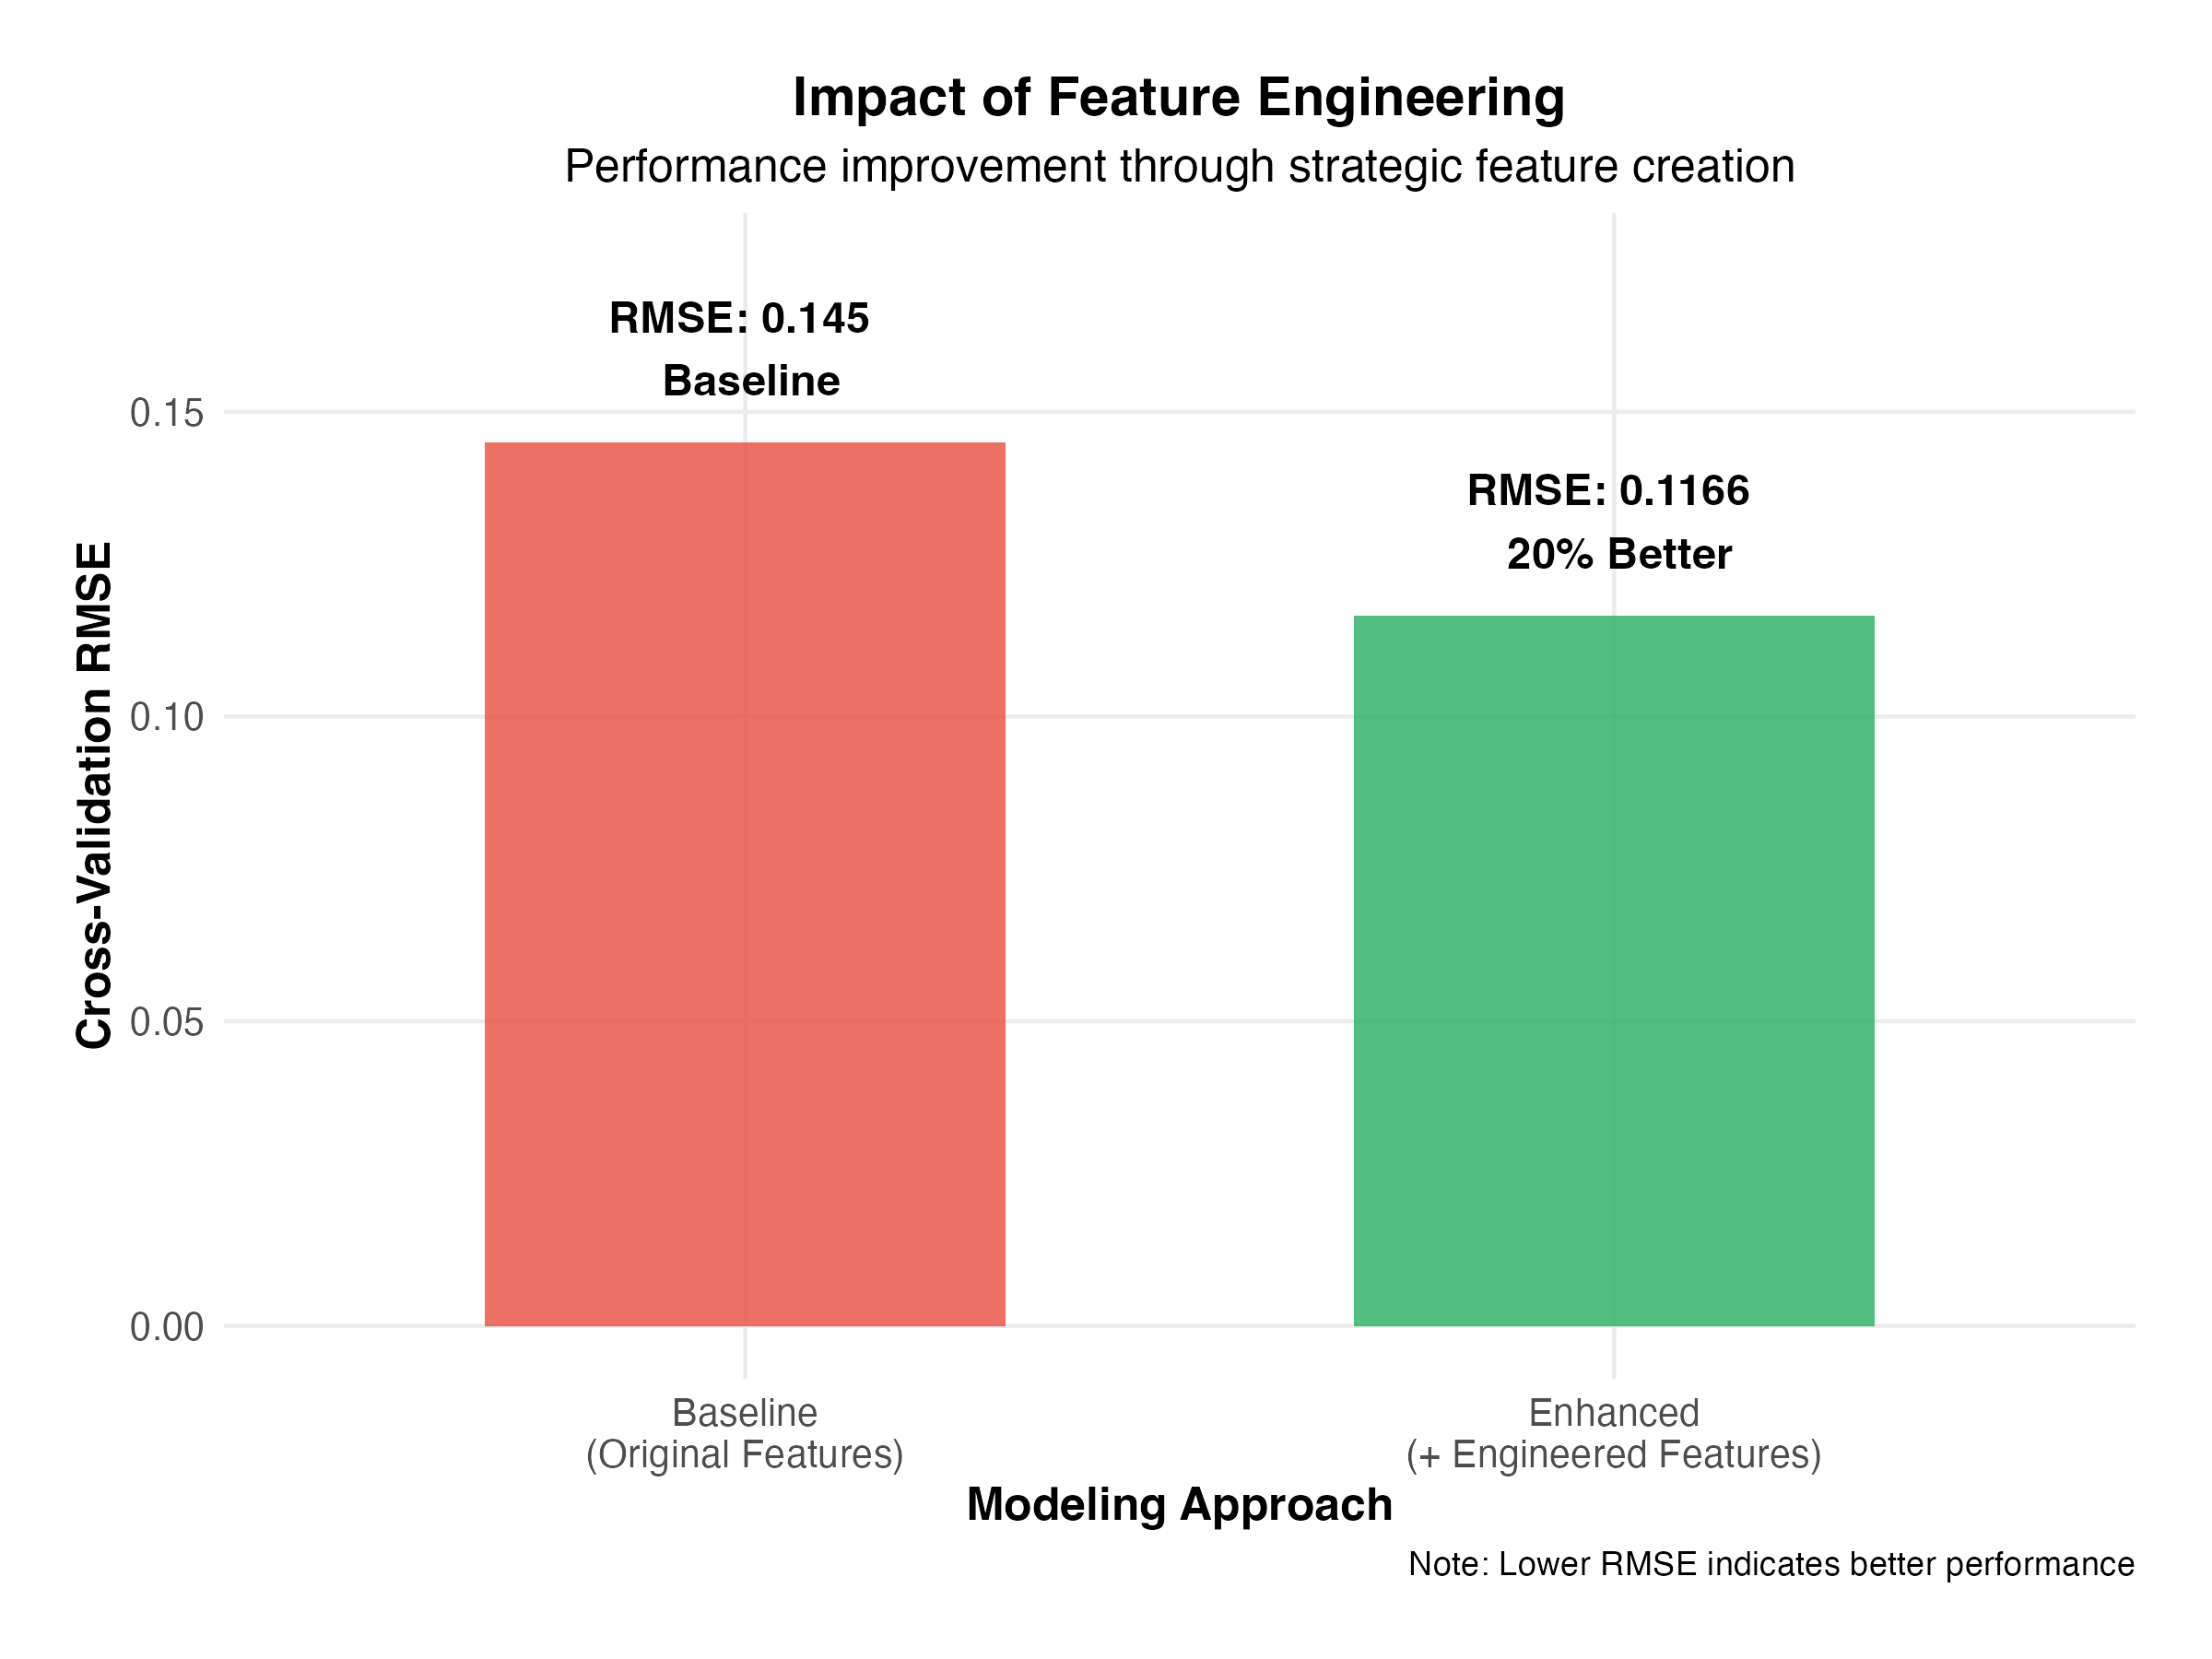 Impact of Feature Engineering
Performance improvement through strategic feature creation
RMSE: 0.145
Baseline
RMSE: 0.1166
20% Better
Cross-Validation RMSE
0.15
0.10
0.05
0.00
Baseline
(Original Features)
Enhanced
(+ Engineered Features)
Modeling Approach
Note: Lower RMSE indicates better performance